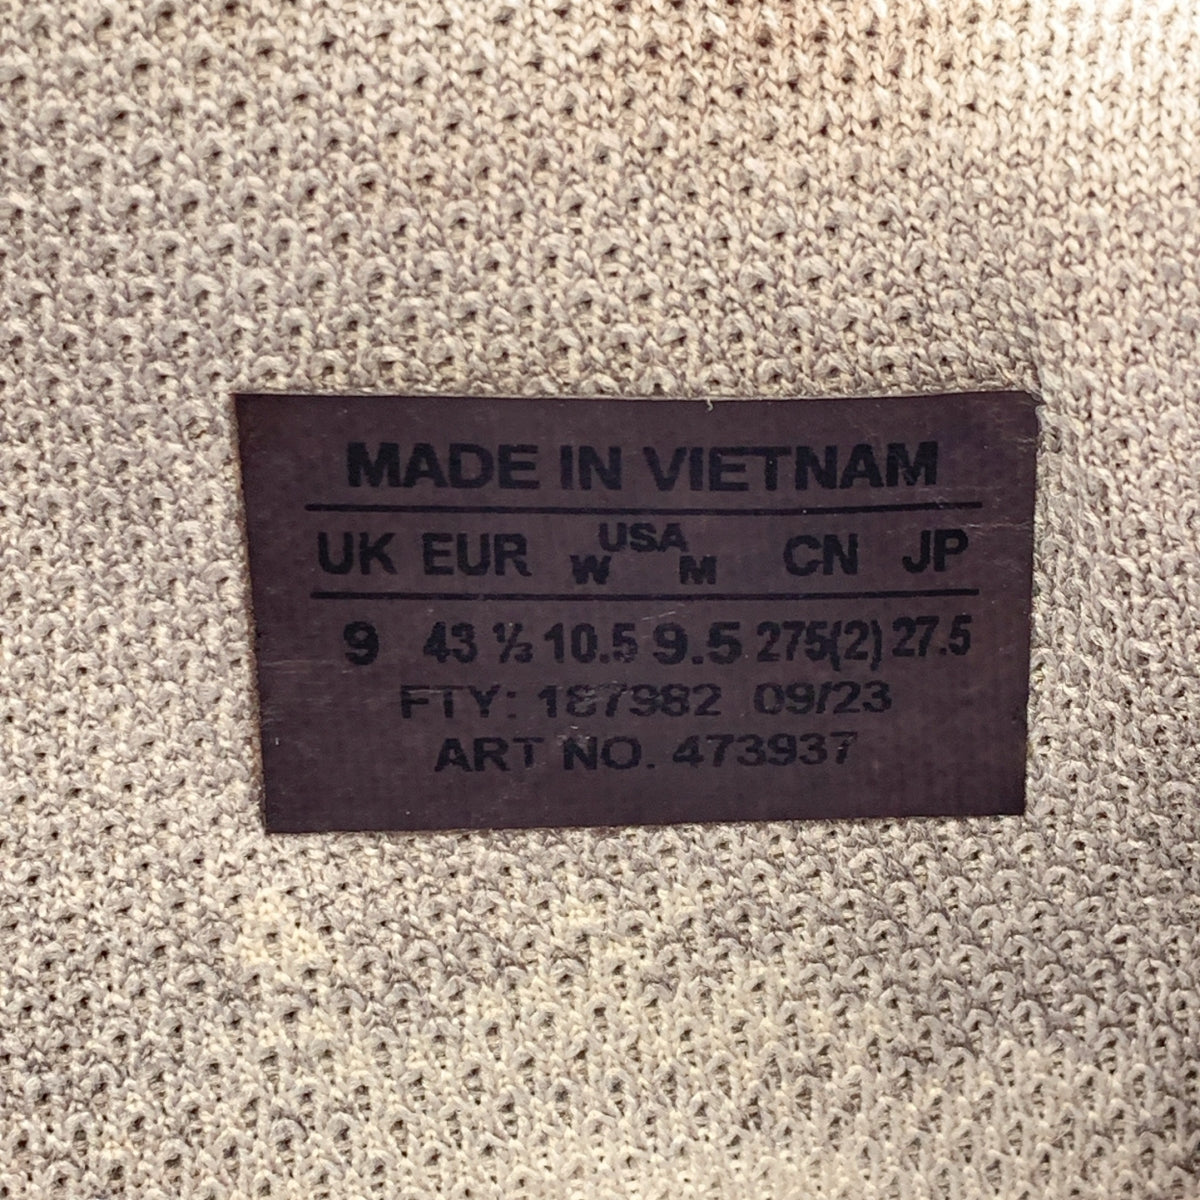 MADE IN VIETNAM
UK EUR USA W M CN JP
9 43 ⅓ 10.5 9.5 275(2) 27.5
FTY: 187982 09/23
ART NO. 473937